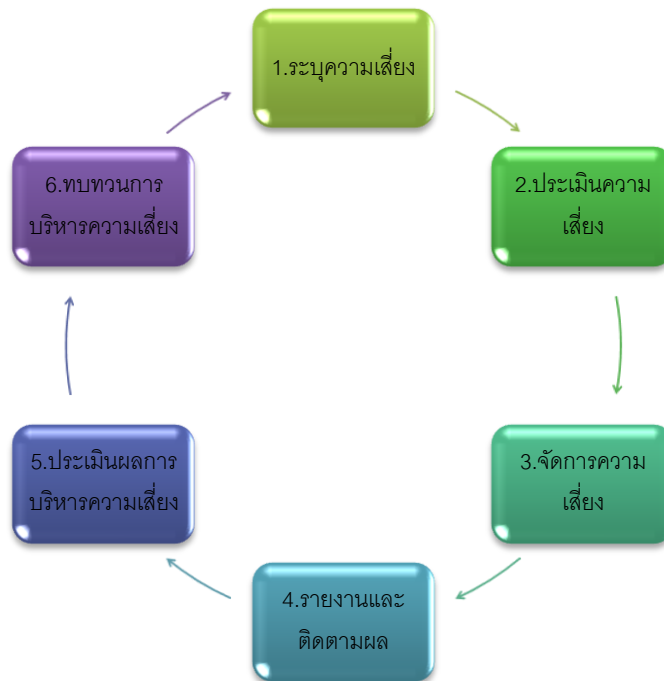 1.ระบุความเสี่ยง
2.ประเมินความ
เสี่ยง
3.จัดการความ
เสี่ยง
4.รายงานและ
ติดตามผล
5.ประเมินผลการ
บริหารความเสี่ยง
6.ทบทวนการ
บริหารความเสี่ยง